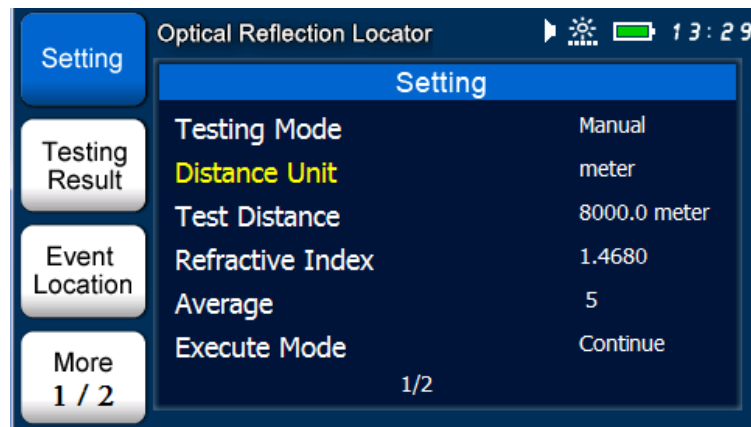 Optical Reflection Locator 13:29
Setting
Testing
Result
Event
Location
More
1 / 2
Setting
Testing Mode Manual
Distance Unit meter
Test Distance 8000.0 meter
Refractive Index 1.4680
Average 5
Execute Mode Continue
1/2